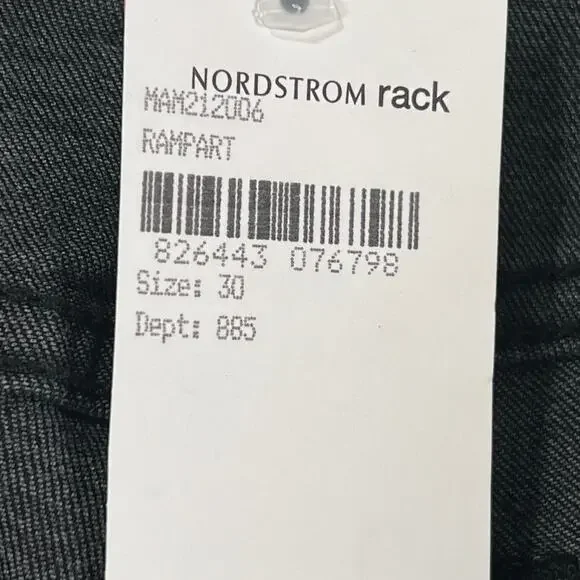 NORDSTROM rack
MAM212006
RAMPART
826443 076798
Size: 30
Dept: 885